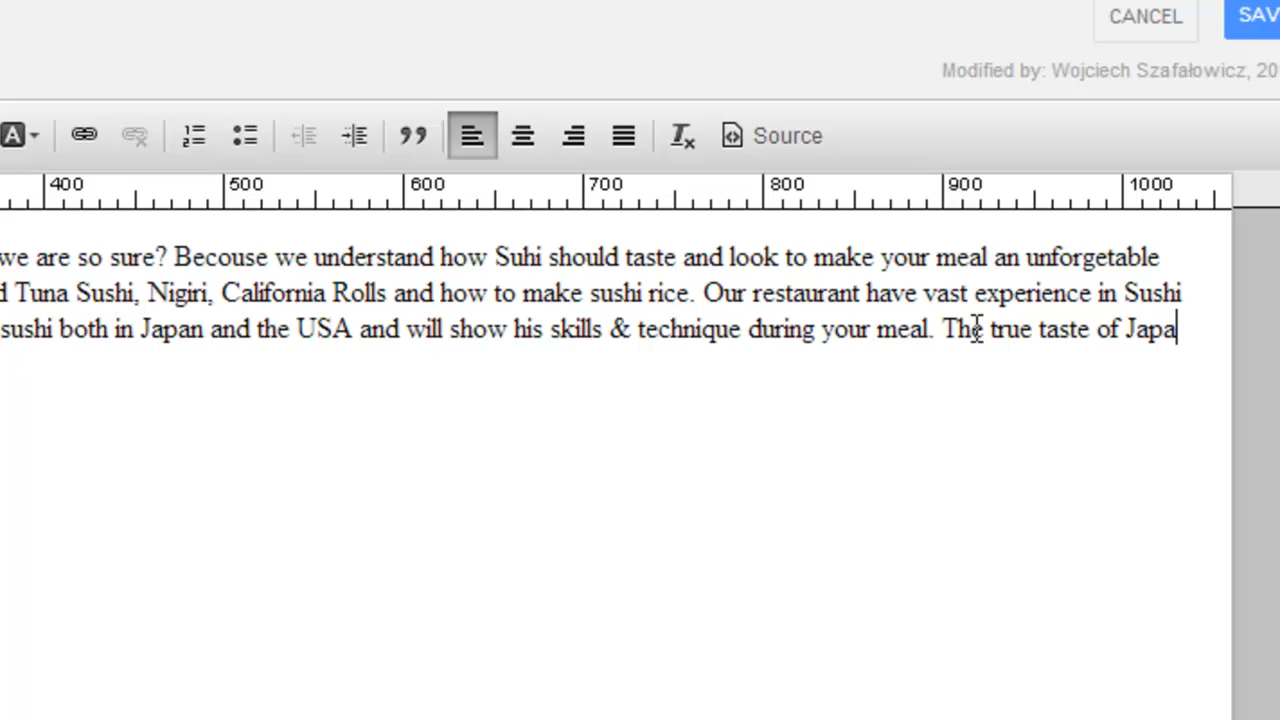 CANCEL
SAV
Modified by: Wojciech Szafałowicz, 20
A
Source
400 500 600 700 800 900 1000
we are so sure? Becouse we understand how Suhi should taste and look to make your meal an unforgetable
d Tuna Sushi, Nigiri, California Rolls and how to make sushi rice. Our restaurant have vast experience in Sushi
sushi both in Japan and the USA and will show his skills & technique during your meal. The true taste of Japa